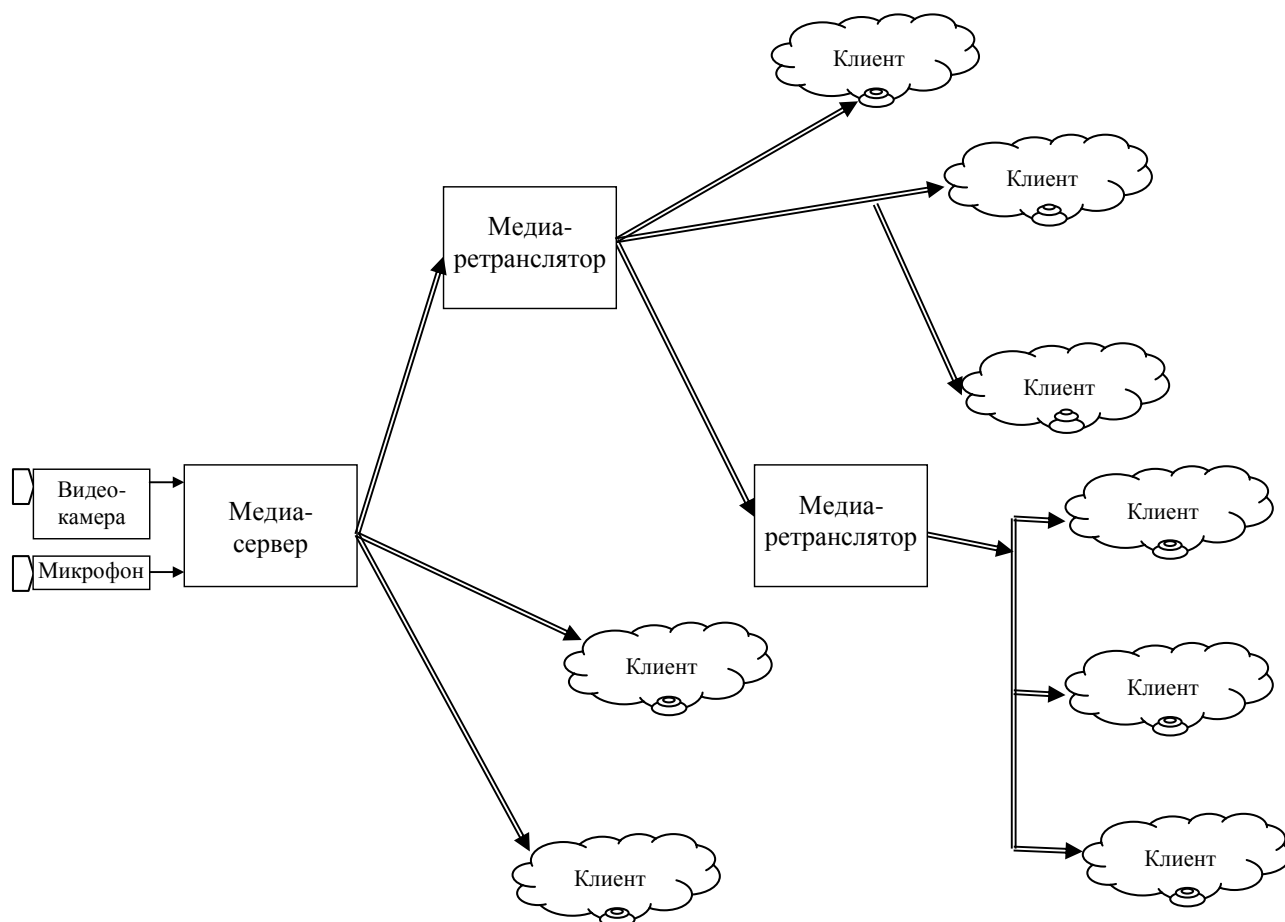 Клиент
Клиент
Медиа-
ретранслятор
Клиент
Видео-
камера
Микрофон
Медиа-
сервер
Медиа-
ретранслятор
Клиент
Клиент
Клиент
Клиент
Клиент